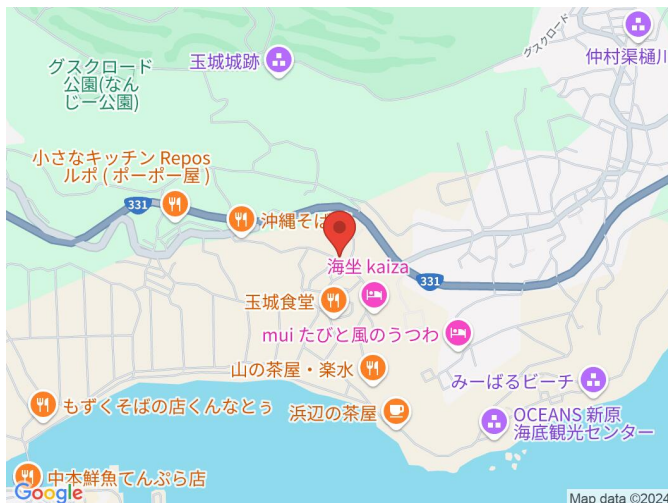 玉城城跡
仲村渠樋川
グスクロード
グスクロード
公園(なん
じー公園)
小さなキッチン Repos
ルポ ( ポーポー屋 )
331
沖縄そば
海坐 kaiza
331
玉城食堂
mui たびと風のうつわ
山の茶屋・楽水
みーばるビーチ
もずくそばの店くんなとぅ
浜辺の茶屋
OCEANS 新原
海底観光センター
中本鮮魚てんぷら店
Google
Map data ©2024